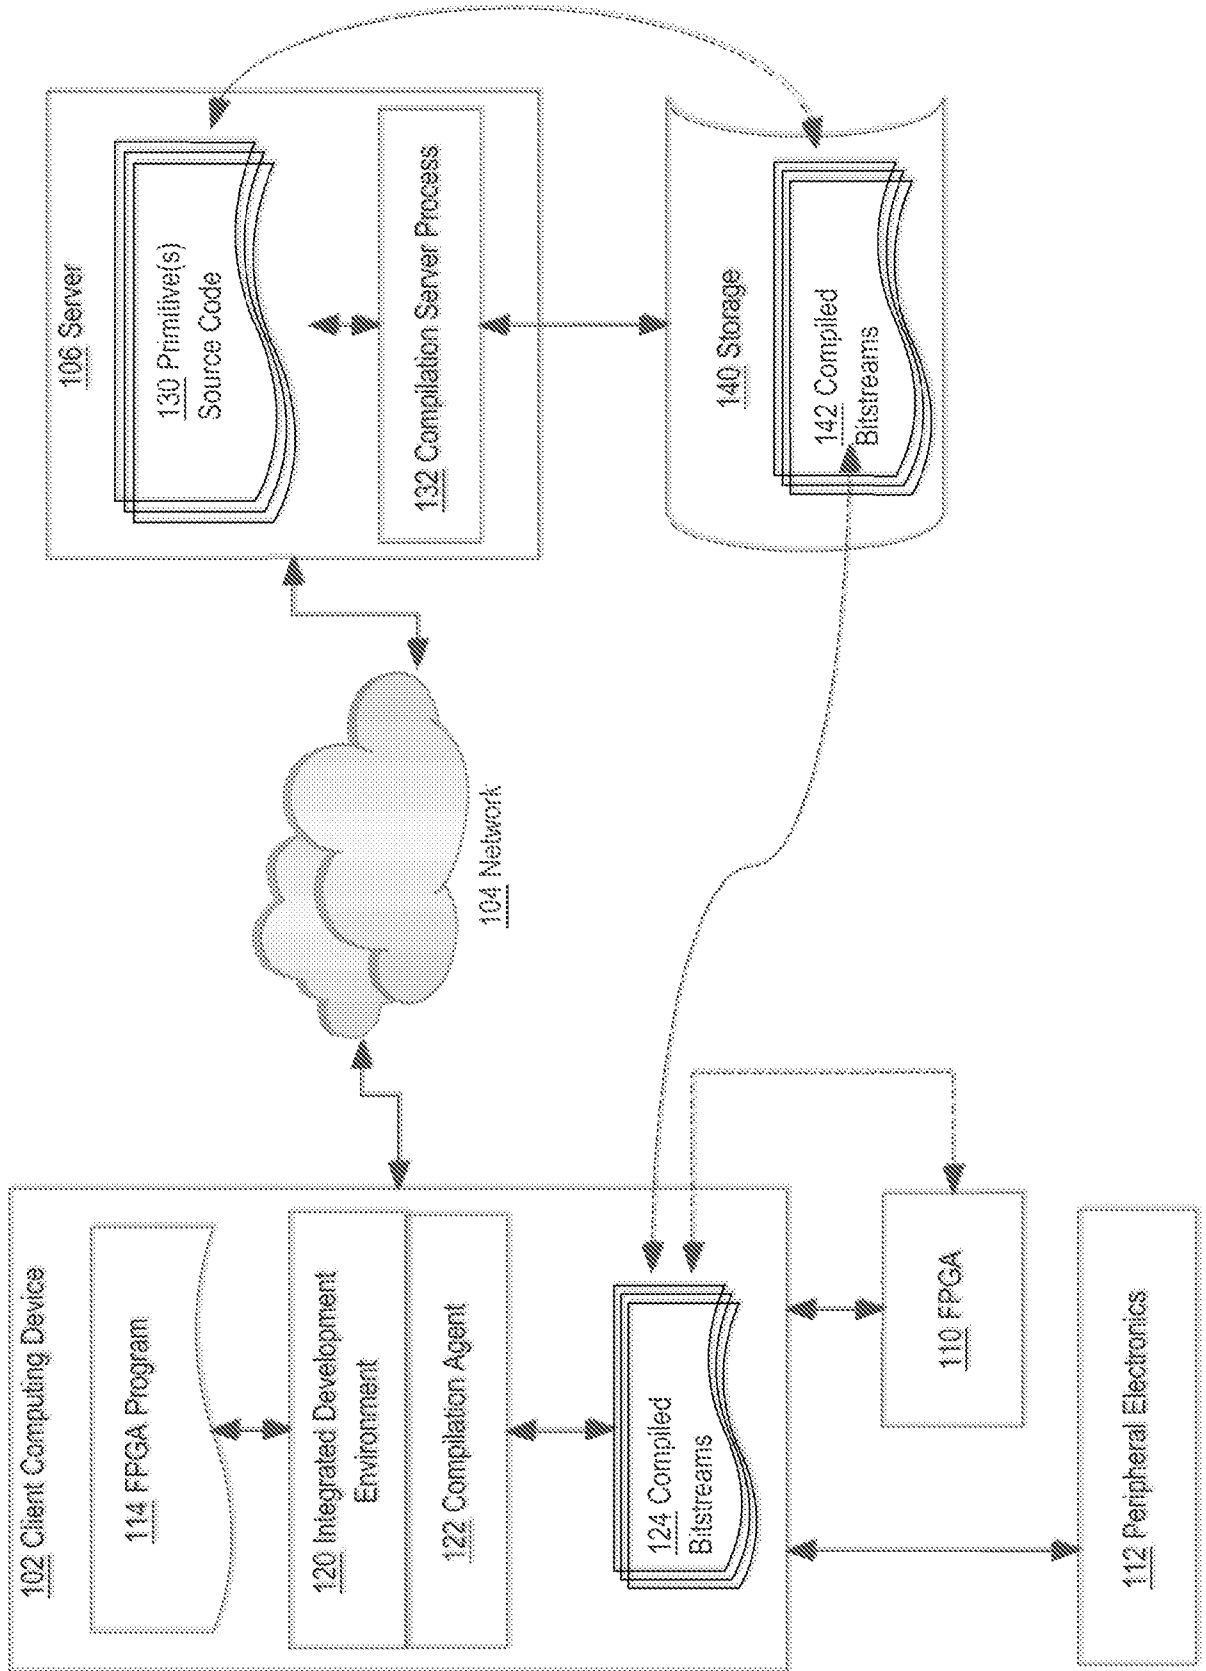 102 Client Computing Device
114 FPGA Program
120 Integrated Development
Environment
122 Compilation Agent
124 Compiled
Bitstreams
110 FPGA
112 Peripheral Electronics
104 Network
106 Server
130 Primitive(s)
Source Code
132 Compilation Server Process
140 Storage
142 Compiled
Bitstreams